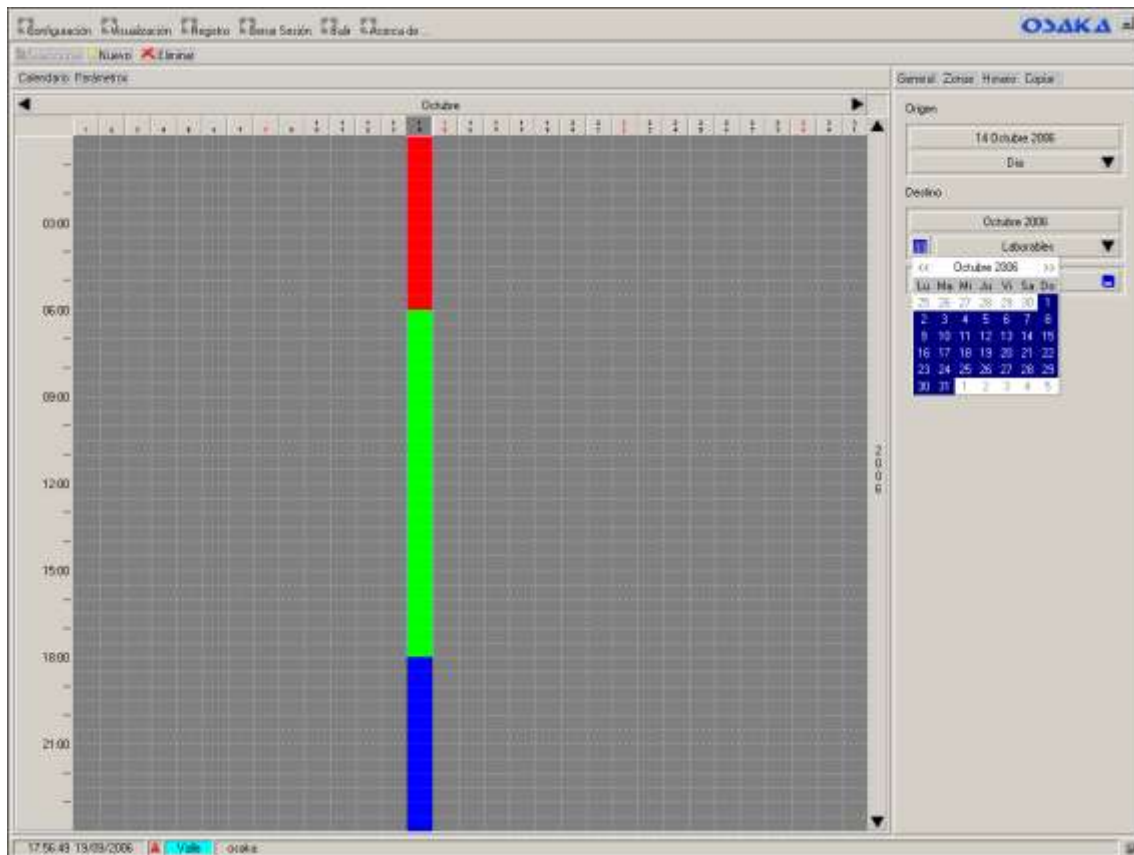 Configuración Visualización Registro Cerrar Sesión Salir Acerca de...
OSAKA
Nuevo Eliminar
Calendario Parámetros
General Zonas Horario Copiar
Octubre
Origen
14 Octubre 2006
Dia
Destino
Octubre 2006
Laborables
<< Octubre 2006 >>
Lu Ma Mi Ju Vi Sa Do
25 26 27 28 29 30 1
2 3 4 5 6 7 8
9 10 11 12 13 14 15
16 17 18 19 20 21 22
23 24 25 26 27 28 29
30 31 1 2 3 4 5
03:00
06:00
09:00
12:00
15:00
18:00
21:00
2006
17:56:49 19/09/2006 A Valle osaka